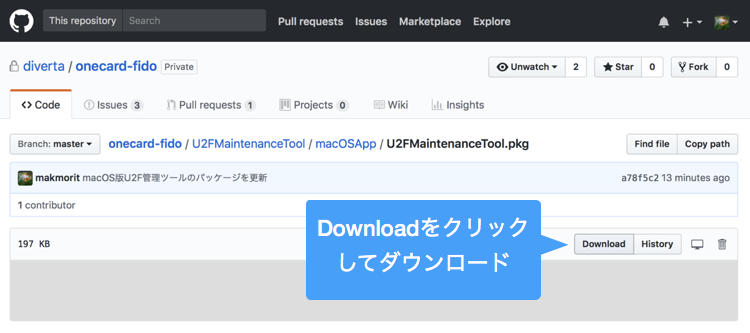 This repository Search Pull requests Issues Marketplace Explore
diverta / onecard-fido Private Unwatch 2 Star 0 Fork 0
Code Issues 3 Pull requests 1 Projects 0 Wiki Insights
Branch: master onecard-fido / U2FMaintenanceTool / macOSApp / U2FMaintenanceTool.pkg Find file Copy path
makmorit macOS版U2F管理ツールのパッケージを更新 a78f5c2 13 minutes ago
1 contributor
Downloadをクリック
してダウンロード
197 KB Download History